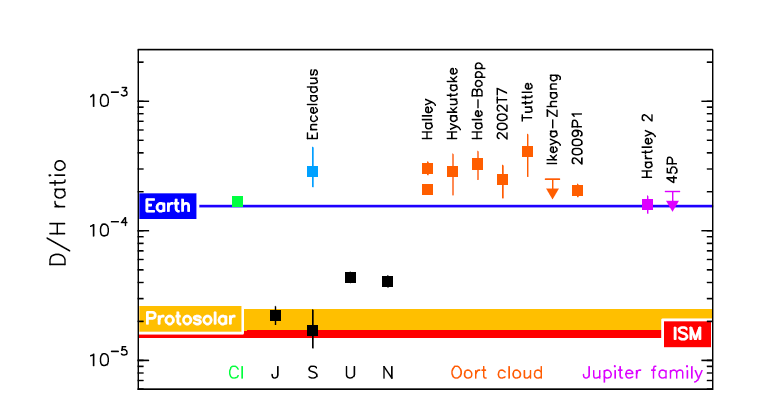 D/H ratio
10⁻³
10⁻⁴
10⁻⁵
Enceladus
Halley
Hyakutake
Hale-Bopp
2002T7
Tuttle
Ikeya-Zhang
2009P1
Hartley 2
45P
Earth
Protosolar
ISM
CI
J
S
U
N
Oort cloud
Jupiter family